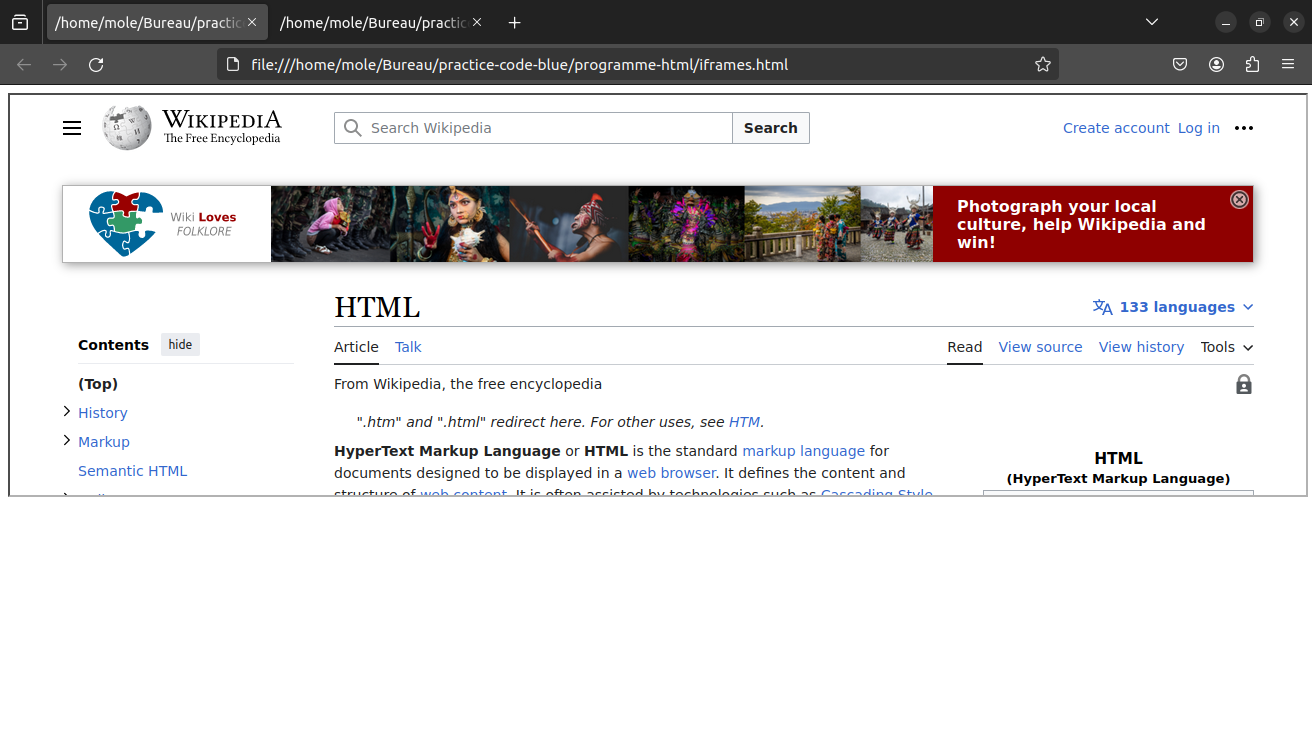 /home/mole/Bureau/practic
/home/mole/Bureau/practic
file:///home/mole/Bureau/practice-code-blue/programme-html/iframes.html
WIKIPEDIA
The Free Encyclopedia
Search Wikipedia
Search
Create account Log in
Wiki Loves
FOLKLORE
Photograph your local
culture, help Wikipedia and
win!
HTML
133 languages
Contents hide
Article Talk
Read View source View history Tools
(Top)
History
Markup
Semantic HTML
From Wikipedia, the free encyclopedia
".htm" and ".html" redirect here. For other uses, see HTM.
HyperText Markup Language or HTML is the standard markup language for
documents designed to be displayed in a web browser. It defines the content and
structure of web content. It is often assisted by technologies such as Cascading Style
HTML
(HyperText Markup Language)